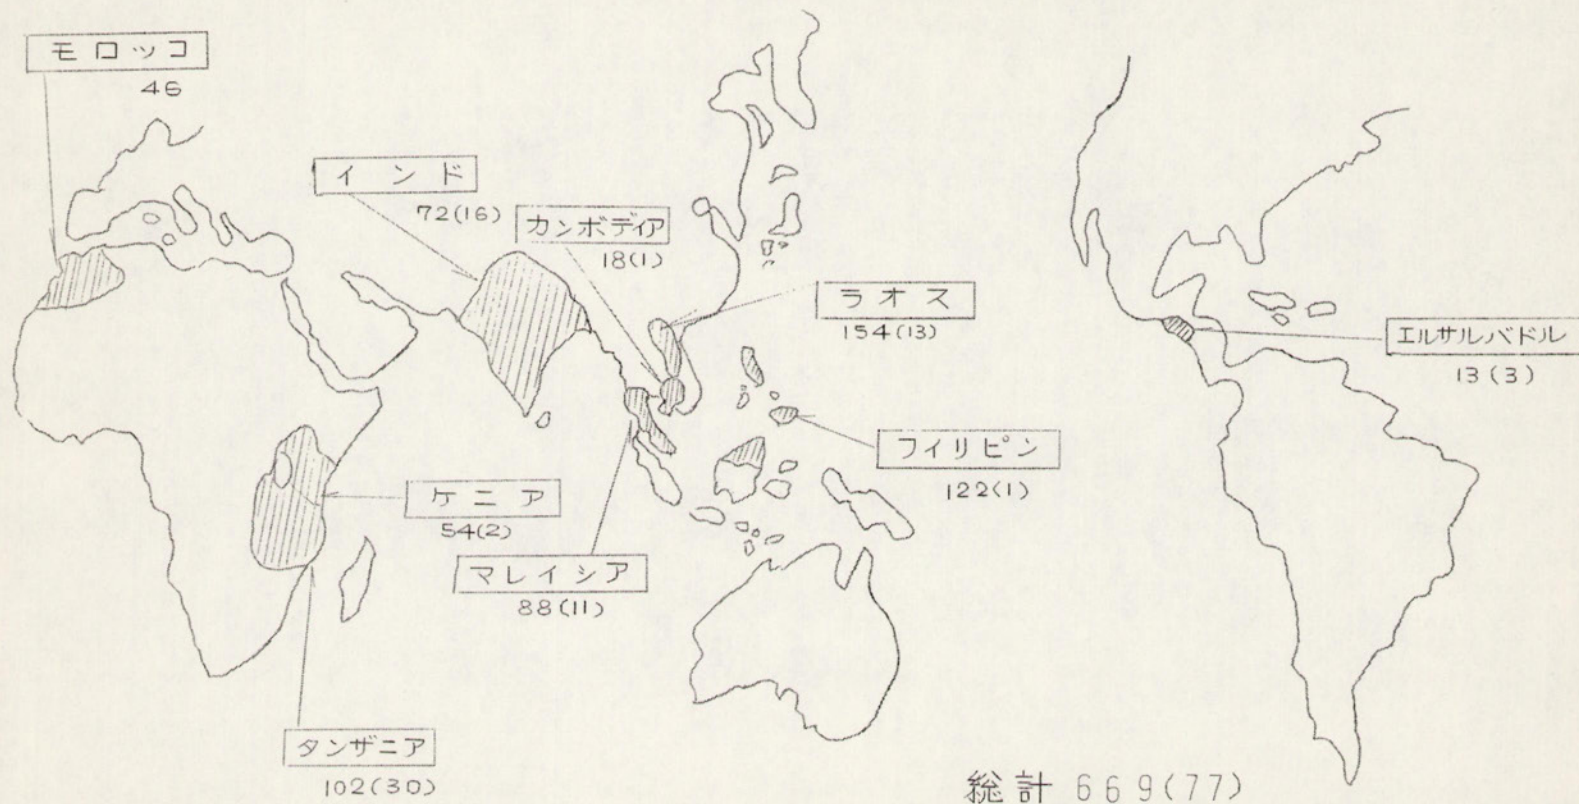 モロッコ
46
インド
72(16)
カンボディア
18(1)
ラオス
154(13)
エルサルバドル
13(3)
フィリピン
122(1)
ケニア
54(2)
マレイシア
88(11)
タンザニア
102(30)
総計 669(77)